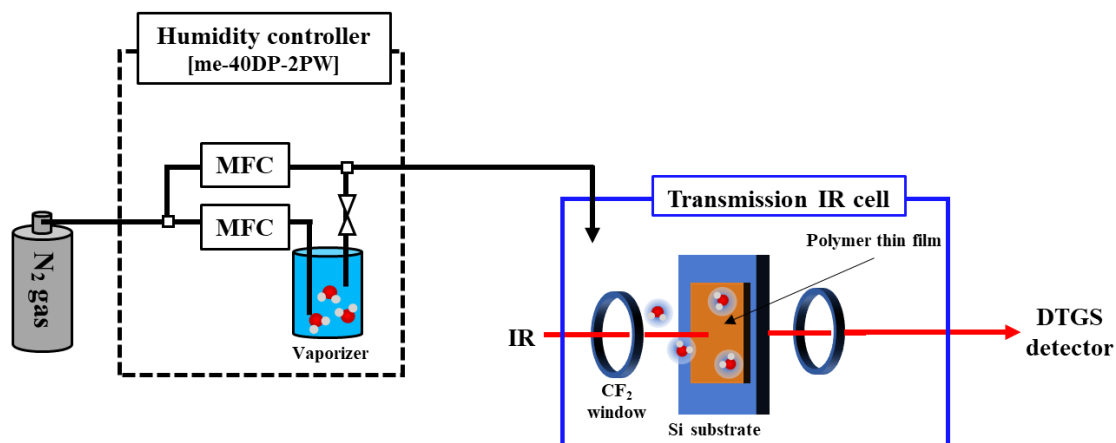 Humidity controller
[me-40DP-2PW]
MFC
MFC
N₂ gas
Vaporizer
Transmission IR cell
Polymer thin film
IR
DTGS
detector
CF₂
window
Si substrate